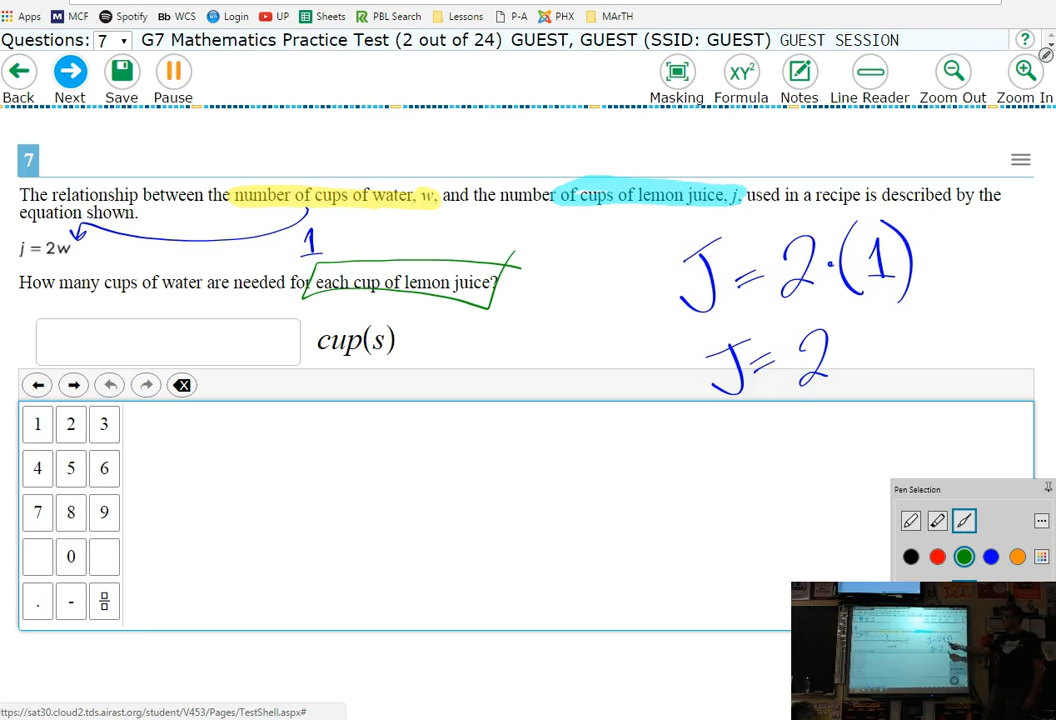 Apps MCF Spotify Bb WCS Login UP Sheets PBL Search Lessons P-A PHX MArTH
Questions: 7 G7 Mathematics Practice Test (2 out of 24) GUEST, GUEST (SSID: GUEST) GUEST SESSION
Back Next Save Pause Masking Formula Notes Line Reader Zoom Out Zoom In
7
The relationship between the number of cups of water, w, and the number of cups of lemon juice, j, used in a recipe is described by the
equation shown.
j = 2w
1
How many cups of water are needed for each cup of lemon juice?
J = 2 · (1)
J = 2
cup(s)
1 2 3
4 5 6
7 8 9
0
. -
Pen Selection
https://sat30.cloud2.tds.airast.org/student/V453/Pages/TestShell.aspx#